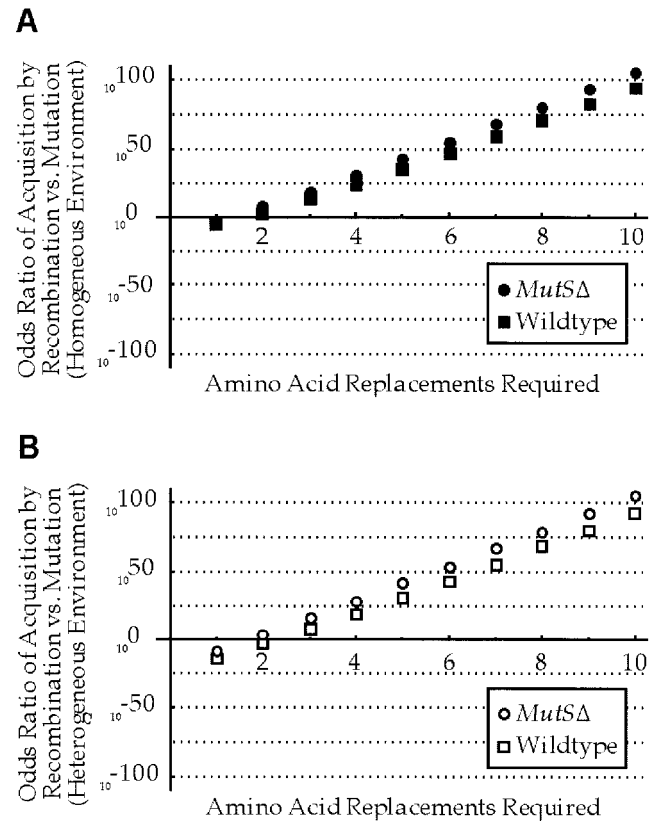 A
Odds Ratio of Acquisition by
Recombination vs. Mutation
(Homogeneous Environment)
10 100
10 50
10 0
10 -50
10 -100
2 4 6 8 10
MutSΔ
Wildtype
Amino Acid Replacements Required
B
Odds Ratio of Acquisition by
Recombination vs. Mutation
(Heterogeneous Environment)
10 100
10 50
10 0
10 -50
10 -100
2 4 6 8 10
MutSΔ
Wildtype
Amino Acid Replacements Required